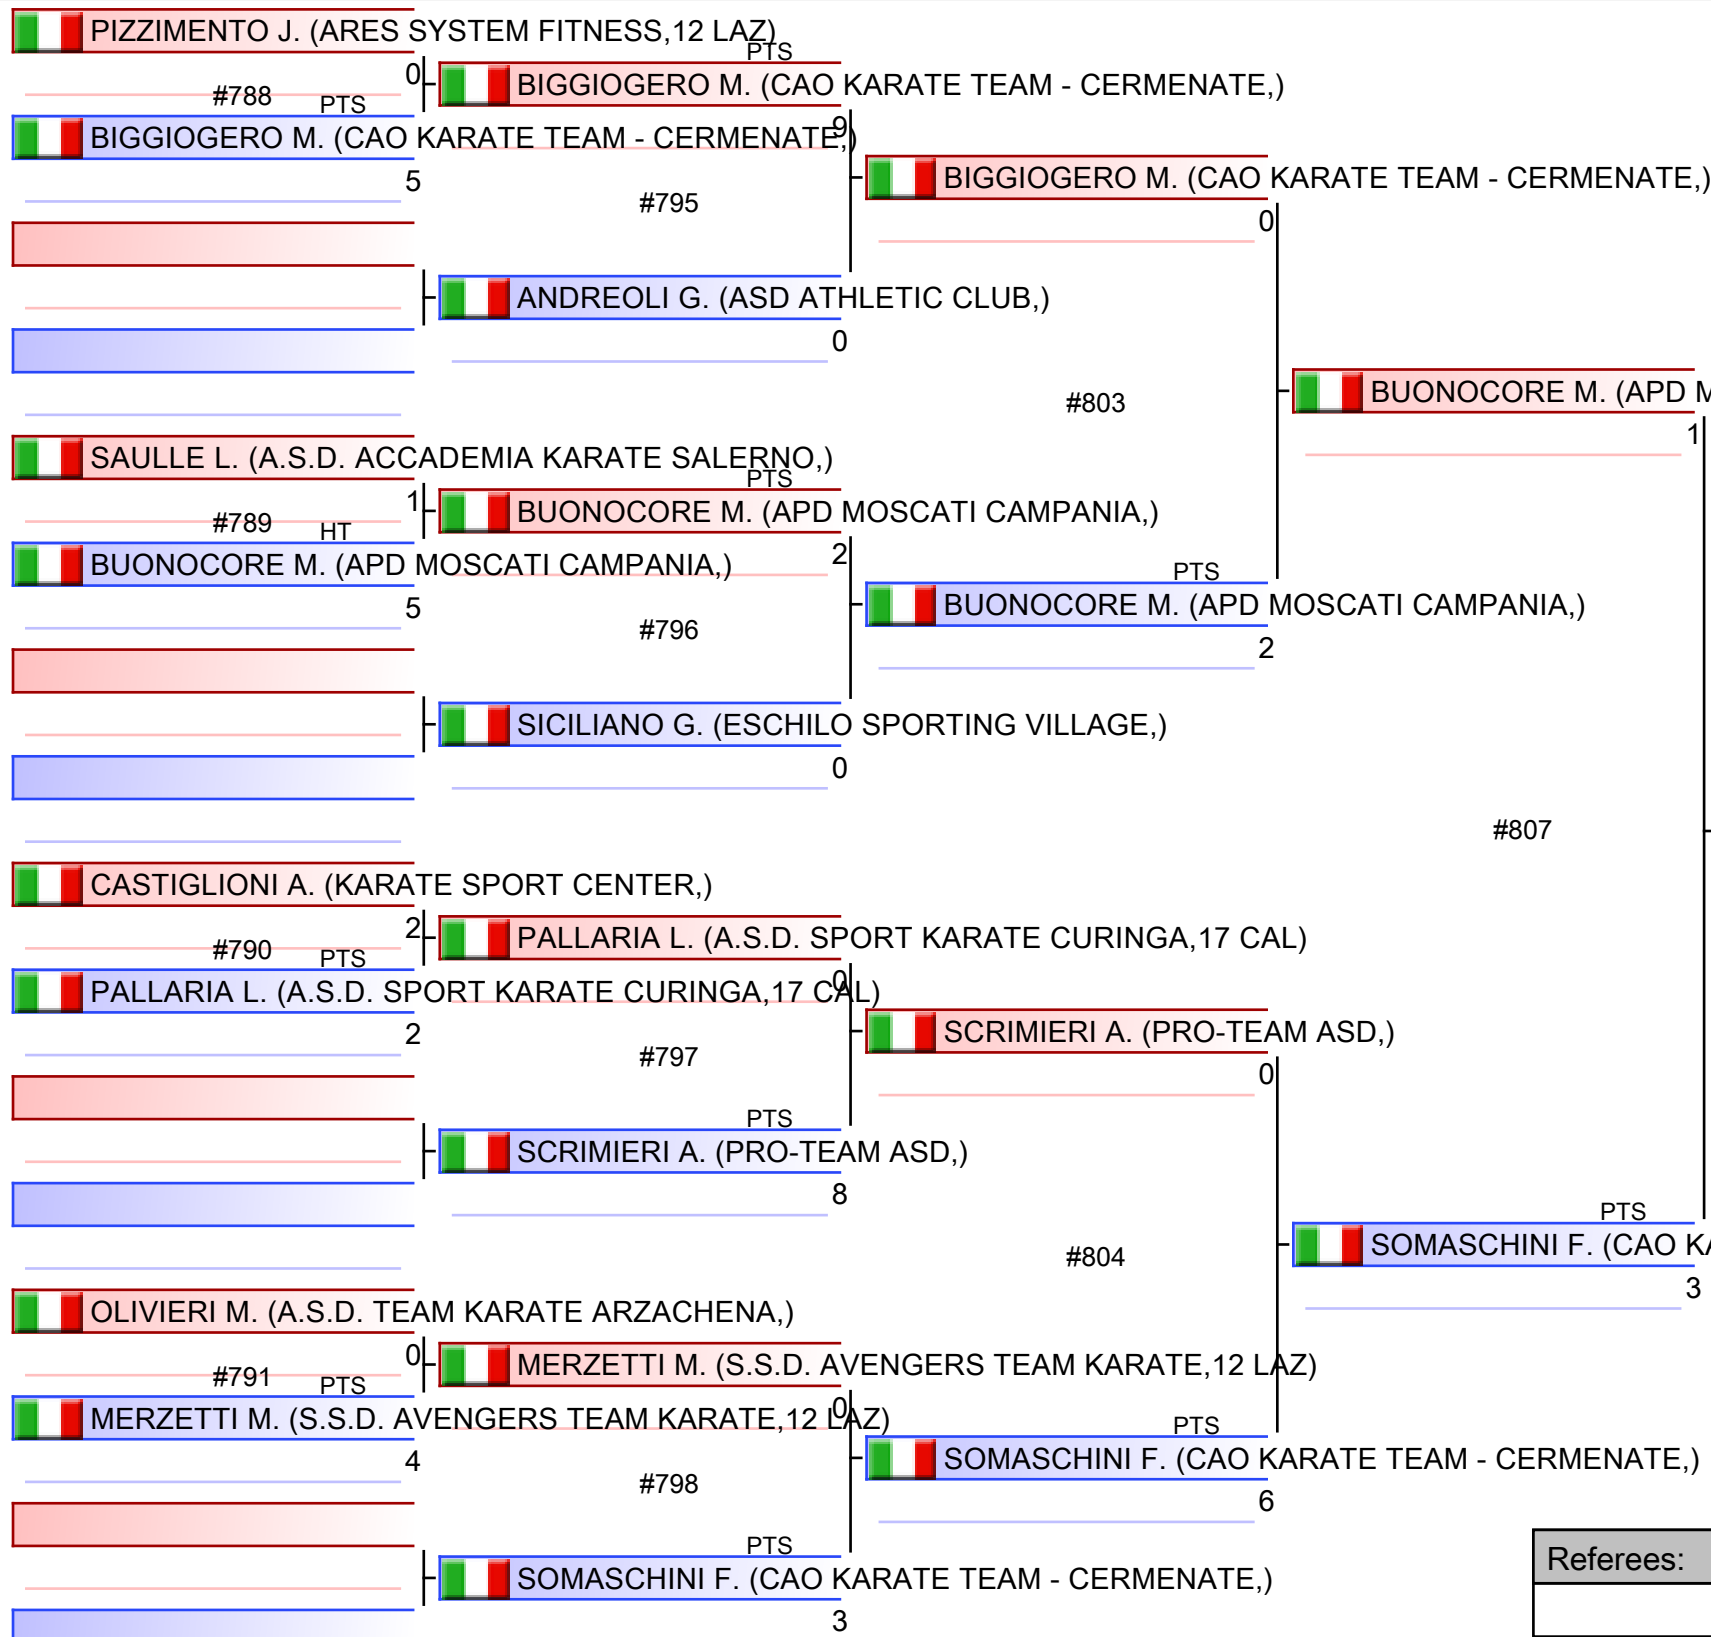 PIZZIMENTO J. (ARES SYSTEM FITNESS,12 LAZ)
0
#788
PTS
BIGGIOGERO M. (CAO KARATE TEAM - CERMENATE,)
5
SAULLE L. (A.S.D. ACCADEMIA KARATE SALERNO,)
1
#789
HT
BUONOCORE M. (APD MOSCATI CAMPANIA,)
5
CASTIGLIONI A. (KARATE SPORT CENTER,)
2
#790
PTS
PALLARIA L. (A.S.D. SPORT KARATE CURINGA,17 CAL)
2
OLIVIERI M. (A.S.D. TEAM KARATE ARZACHENA,)
0
#791
PTS
MERZETTI M. (S.S.D. AVENGERS TEAM KARATE,12 LAZ)
4
PTS
BIGGIOGERO M. (CAO KARATE TEAM - CERMENATE,)
9
#795
ANDREOLI G. (ASD ATHLETIC CLUB,)
0
PTS
BUONOCORE M. (APD MOSCATI CAMPANIA,)
2
#796
SICILIANO G. (ESCHILO SPORTING VILLAGE,)
0
PALLARIA L. (A.S.D. SPORT KARATE CURINGA,17 CAL)
0
#797
PTS
SCRIMIERI A. (PRO-TEAM ASD,)
8
MERZETTI M. (S.S.D. AVENGERS TEAM KARATE,12 LAZ)
0
#798
PTS
SOMASCHINI F. (CAO KARATE TEAM - CERMENATE,)
3
BIGGIOGERO M. (CAO KARATE TEAM - CERMENATE,)
0
#803
PTS
BUONOCORE M. (APD MOSCATI CAMPANIA,)
2
SCRIMIERI A. (PRO-TEAM ASD,)
0
#804
PTS
SOMASCHINI F. (CAO KARATE TEAM - CERMENATE,)
6
BUONOCORE M. (APD M
1
#807
PTS
SOMASCHINI F. (CAO KA
3
Referees: